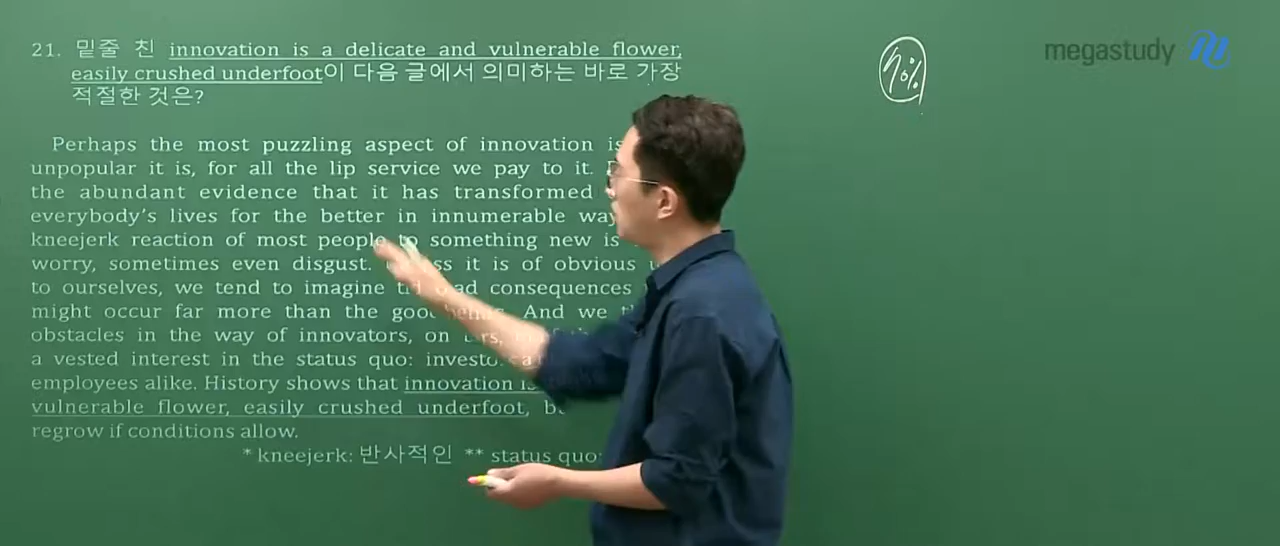 megastudy
21. 밑줄 친 innovation is a delicate and vulnerable flower,
easily crushed underfoot이 다음 글에서 의미하는 바로 가장
적절한 것은?
Perhaps the most puzzling aspect of innovation is
unpopular it is, for all the lip service we pay to it.
the abundant evidence that it has transformed
everybody's lives for the better in innumerable
kneejerk reaction of most people to something new is
worry, sometimes even disgust. it is of obvious
to ourselves, we tend to imagine consequences
might occur far more than the And we
obstacles in the way of innovators, on
a vested interest in the status quo:
employees alike. History shows that innovation
vulnerable flower, easily crushed underfoot,
regrow if conditions allow.
* kneejerk: 반사적인 ** status quo: